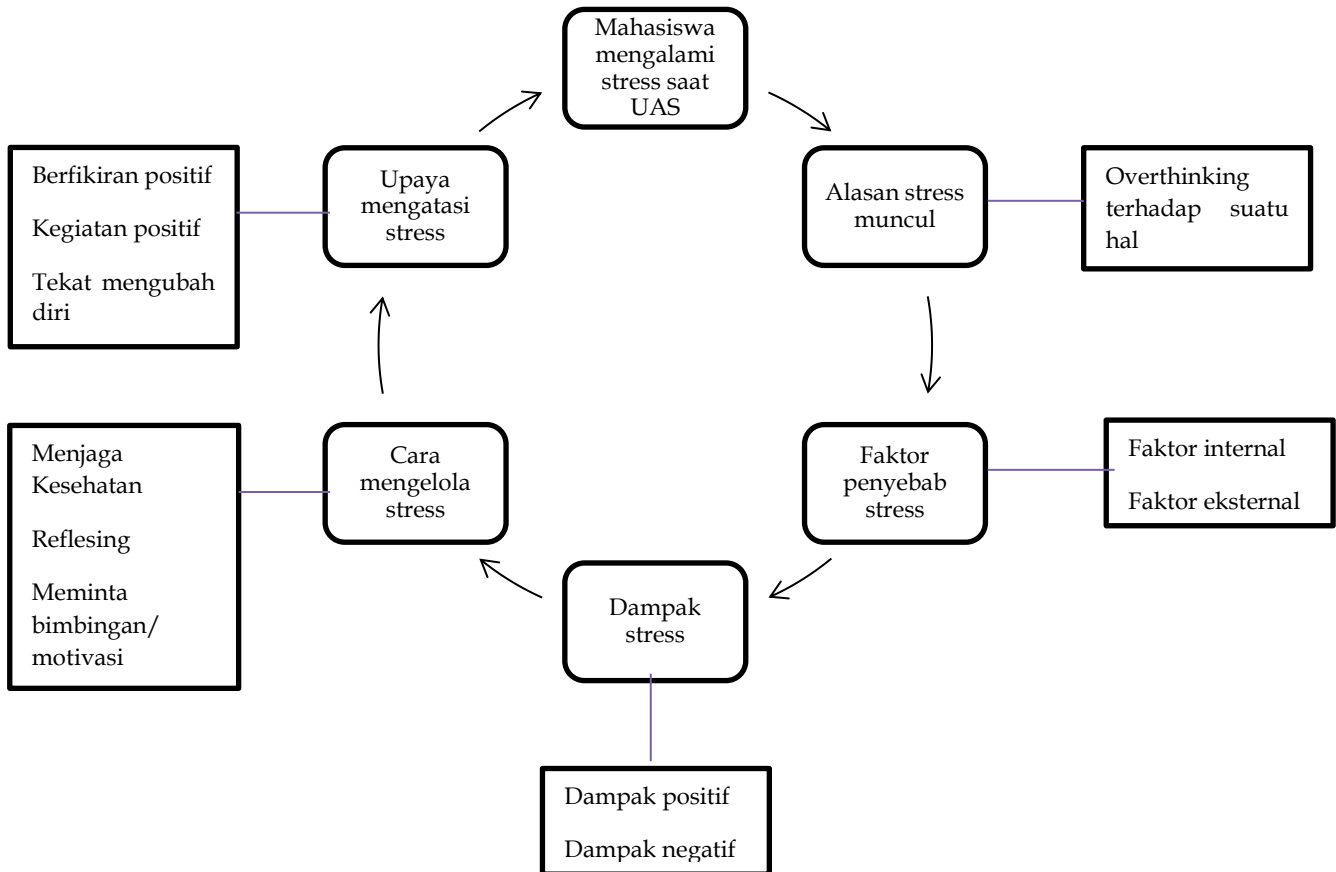 Mahasiswa
mengalami
stress saat
UAS
Alasan stress
muncul
Overthinking
terhadap suatu
hal
Faktor
penyebab
stress
Faktor internal
Faktor eksternal
Dampak
stress
Dampak positif
Dampak negatif
Cara
mengelola
stress
Menjaga
Kesehatan
Reflesing
Meminta
bimbingan/
motivasi
Upaya
mengatasi
stress
Berfikiran positif
Kegiatan positif
Tekat mengubah
diri